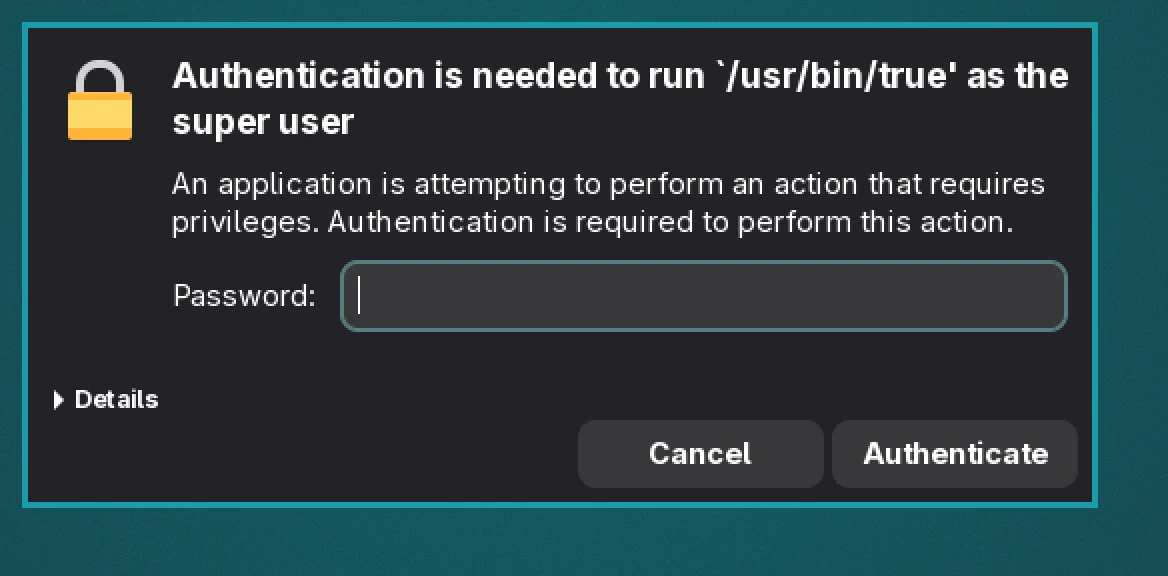 Authentication is needed to run `/usr/bin/true' as the
super user
An application is attempting to perform an action that requires
privileges. Authentication is required to perform this action.
Password:
Details
Cancel Authenticate